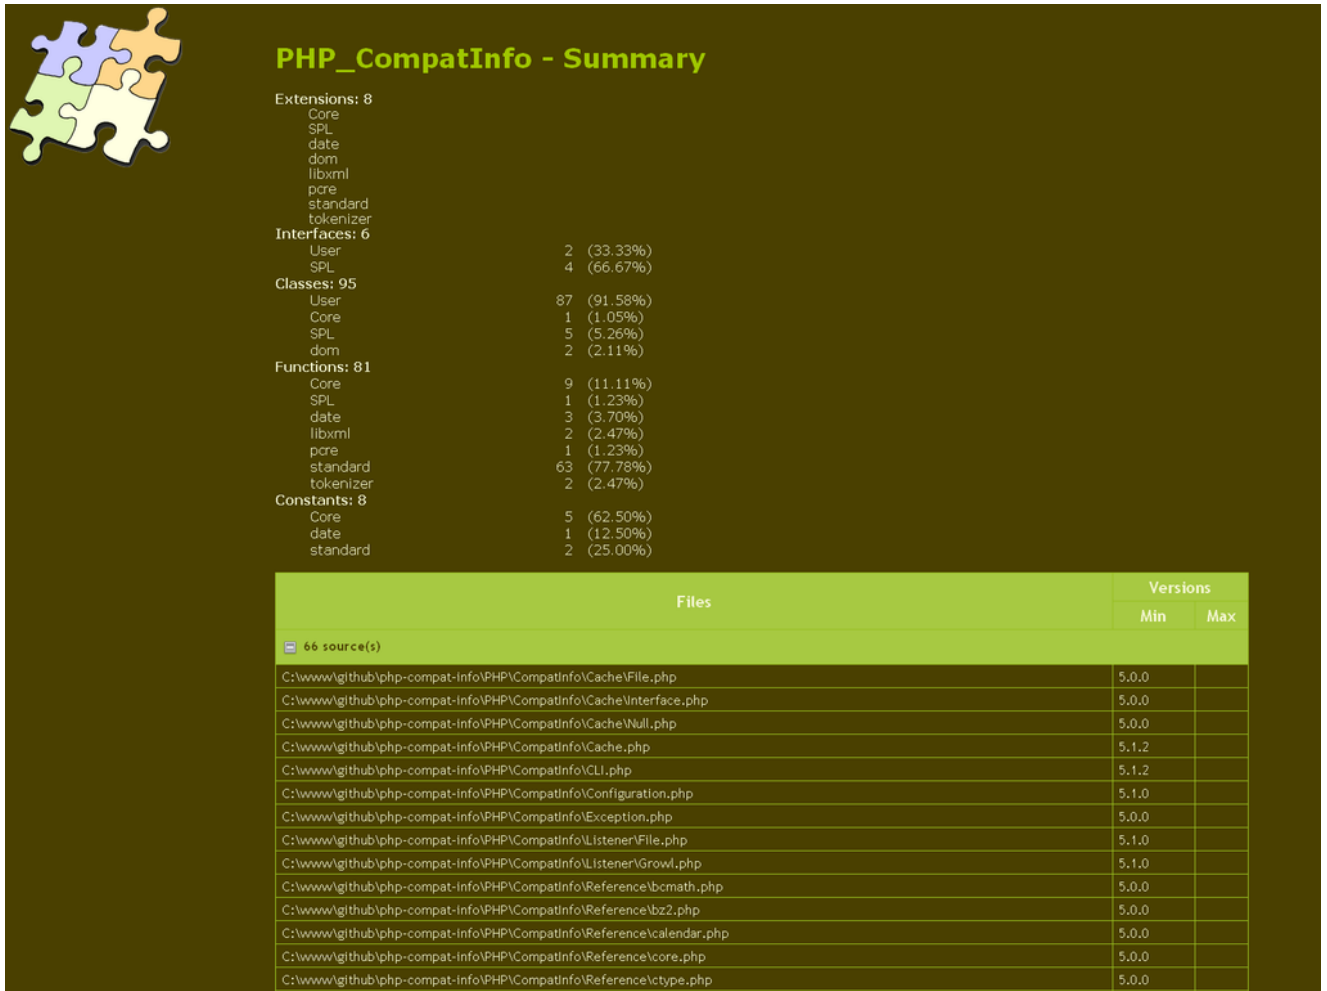 PHP_CompatInfo - Summary
Extensions: 8
Core
SPL
date
dom
libxml
pcre
standard
tokenizer
Interfaces: 6
User 2 (33.33%)
SPL 4 (66.67%)
Classes: 95
User 87 (91.58%)
Core 1 (1.05%)
SPL 5 (5.26%)
dom 2 (2.11%)
Functions: 81
Core 9 (11.11%)
SPL 1 (1.23%)
date 3 (3.70%)
libxml 2 (2.47%)
pcre 1 (1.23%)
standard 63 (77.78%)
tokenizer 2 (2.47%)
Constants: 8
Core 5 (62.50%)
date 1 (12.50%)
standard 2 (25.00%)
Files Versions
Min Max
66 source(s)
C:\www\github\php-compat-info\PHP\CompatInfo\Cache\File.php 5.0.0
C:\www\github\php-compat-info\PHP\CompatInfo\Cache\Interface.php 5.0.0
C:\www\github\php-compat-info\PHP\CompatInfo\Cache\Null.php 5.0.0
C:\www\github\php-compat-info\PHP\CompatInfo\Cache.php 5.1.2
C:\www\github\php-compat-info\PHP\CompatInfo\CLI.php 5.1.2
C:\www\github\php-compat-info\PHP\CompatInfo\Configuration.php 5.1.0
C:\www\github\php-compat-info\PHP\CompatInfo\Exception.php 5.0.0
C:\www\github\php-compat-info\PHP\CompatInfo\Listener\File.php 5.1.0
C:\www\github\php-compat-info\PHP\CompatInfo\Listener\Growl.php 5.1.0
C:\www\github\php-compat-info\PHP\CompatInfo\Reference\bcmath.php 5.0.0
C:\www\github\php-compat-info\PHP\CompatInfo\Reference\bz2.php 5.0.0
C:\www\github\php-compat-info\PHP\CompatInfo\Reference\calendar.php 5.0.0
C:\www\github\php-compat-info\PHP\CompatInfo\Reference\core.php 5.0.0
C:\www\github\php-compat-info\PHP\CompatInfo\Reference\ctype.php 5.0.0